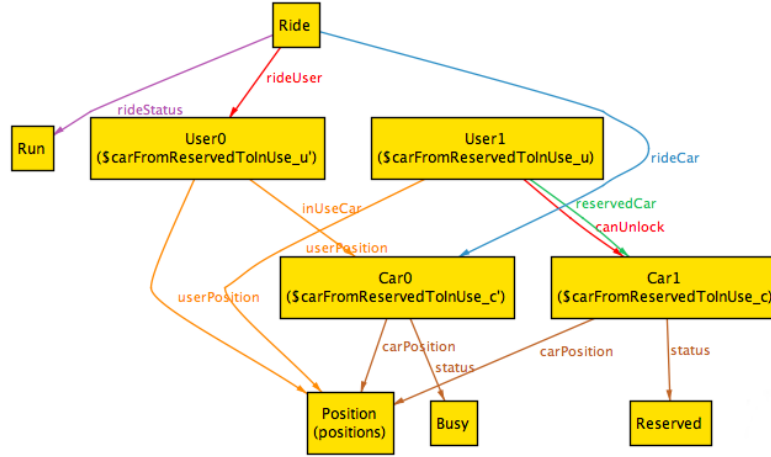 Ride
rideUser
rideStatus
Run
User0
($carFromReservedToInUse_u')
User1
($carFromReservedToInUse_u)
rideCar
inUseCar
reservedCar
canUnlock
userPosition
userPosition
Car0
($carFromReservedToInUse_c')
Car1
($carFromReservedToInUse_c)
carPosition
status
carPosition
status
Position
(positions)
Busy
Reserved